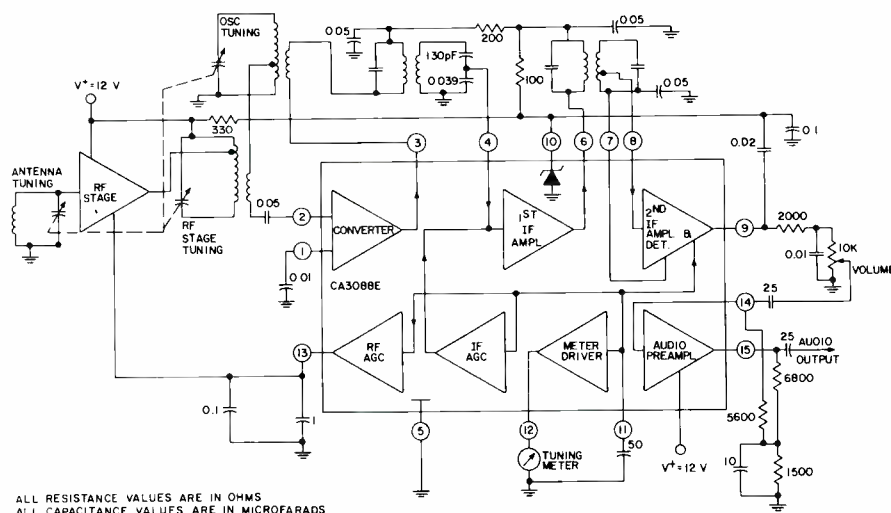 OSC
TUNING
0.05
200
0.05
V+=12 V
130pF
0.039
100
0.05
330
3
4
10
6
7
8
0.02
0.1
ANTENNA
TUNING
RF
STAGE
RF
STAGE
TUNING
0.05
2
CONVERTER
1ST
IF
AMPL
2ND
IF
AMPL &
DET.
9
2000
1
0.01
CA3088E
0.01
10K
VOLUME
14
25
13
RF
AGC
IF
AGC
METER
DRIVER
AUDIO
PREAMPL
15
25
AUDIO
OUTPUT
6800
0.1
1
5
12
11
50
5600
TUNING
METER
V+=12 V
10
1500
ALL RESISTANCE VALUES ARE IN OHMS
ALL CAPACITANCE VALUES ARE IN MICROFARADS